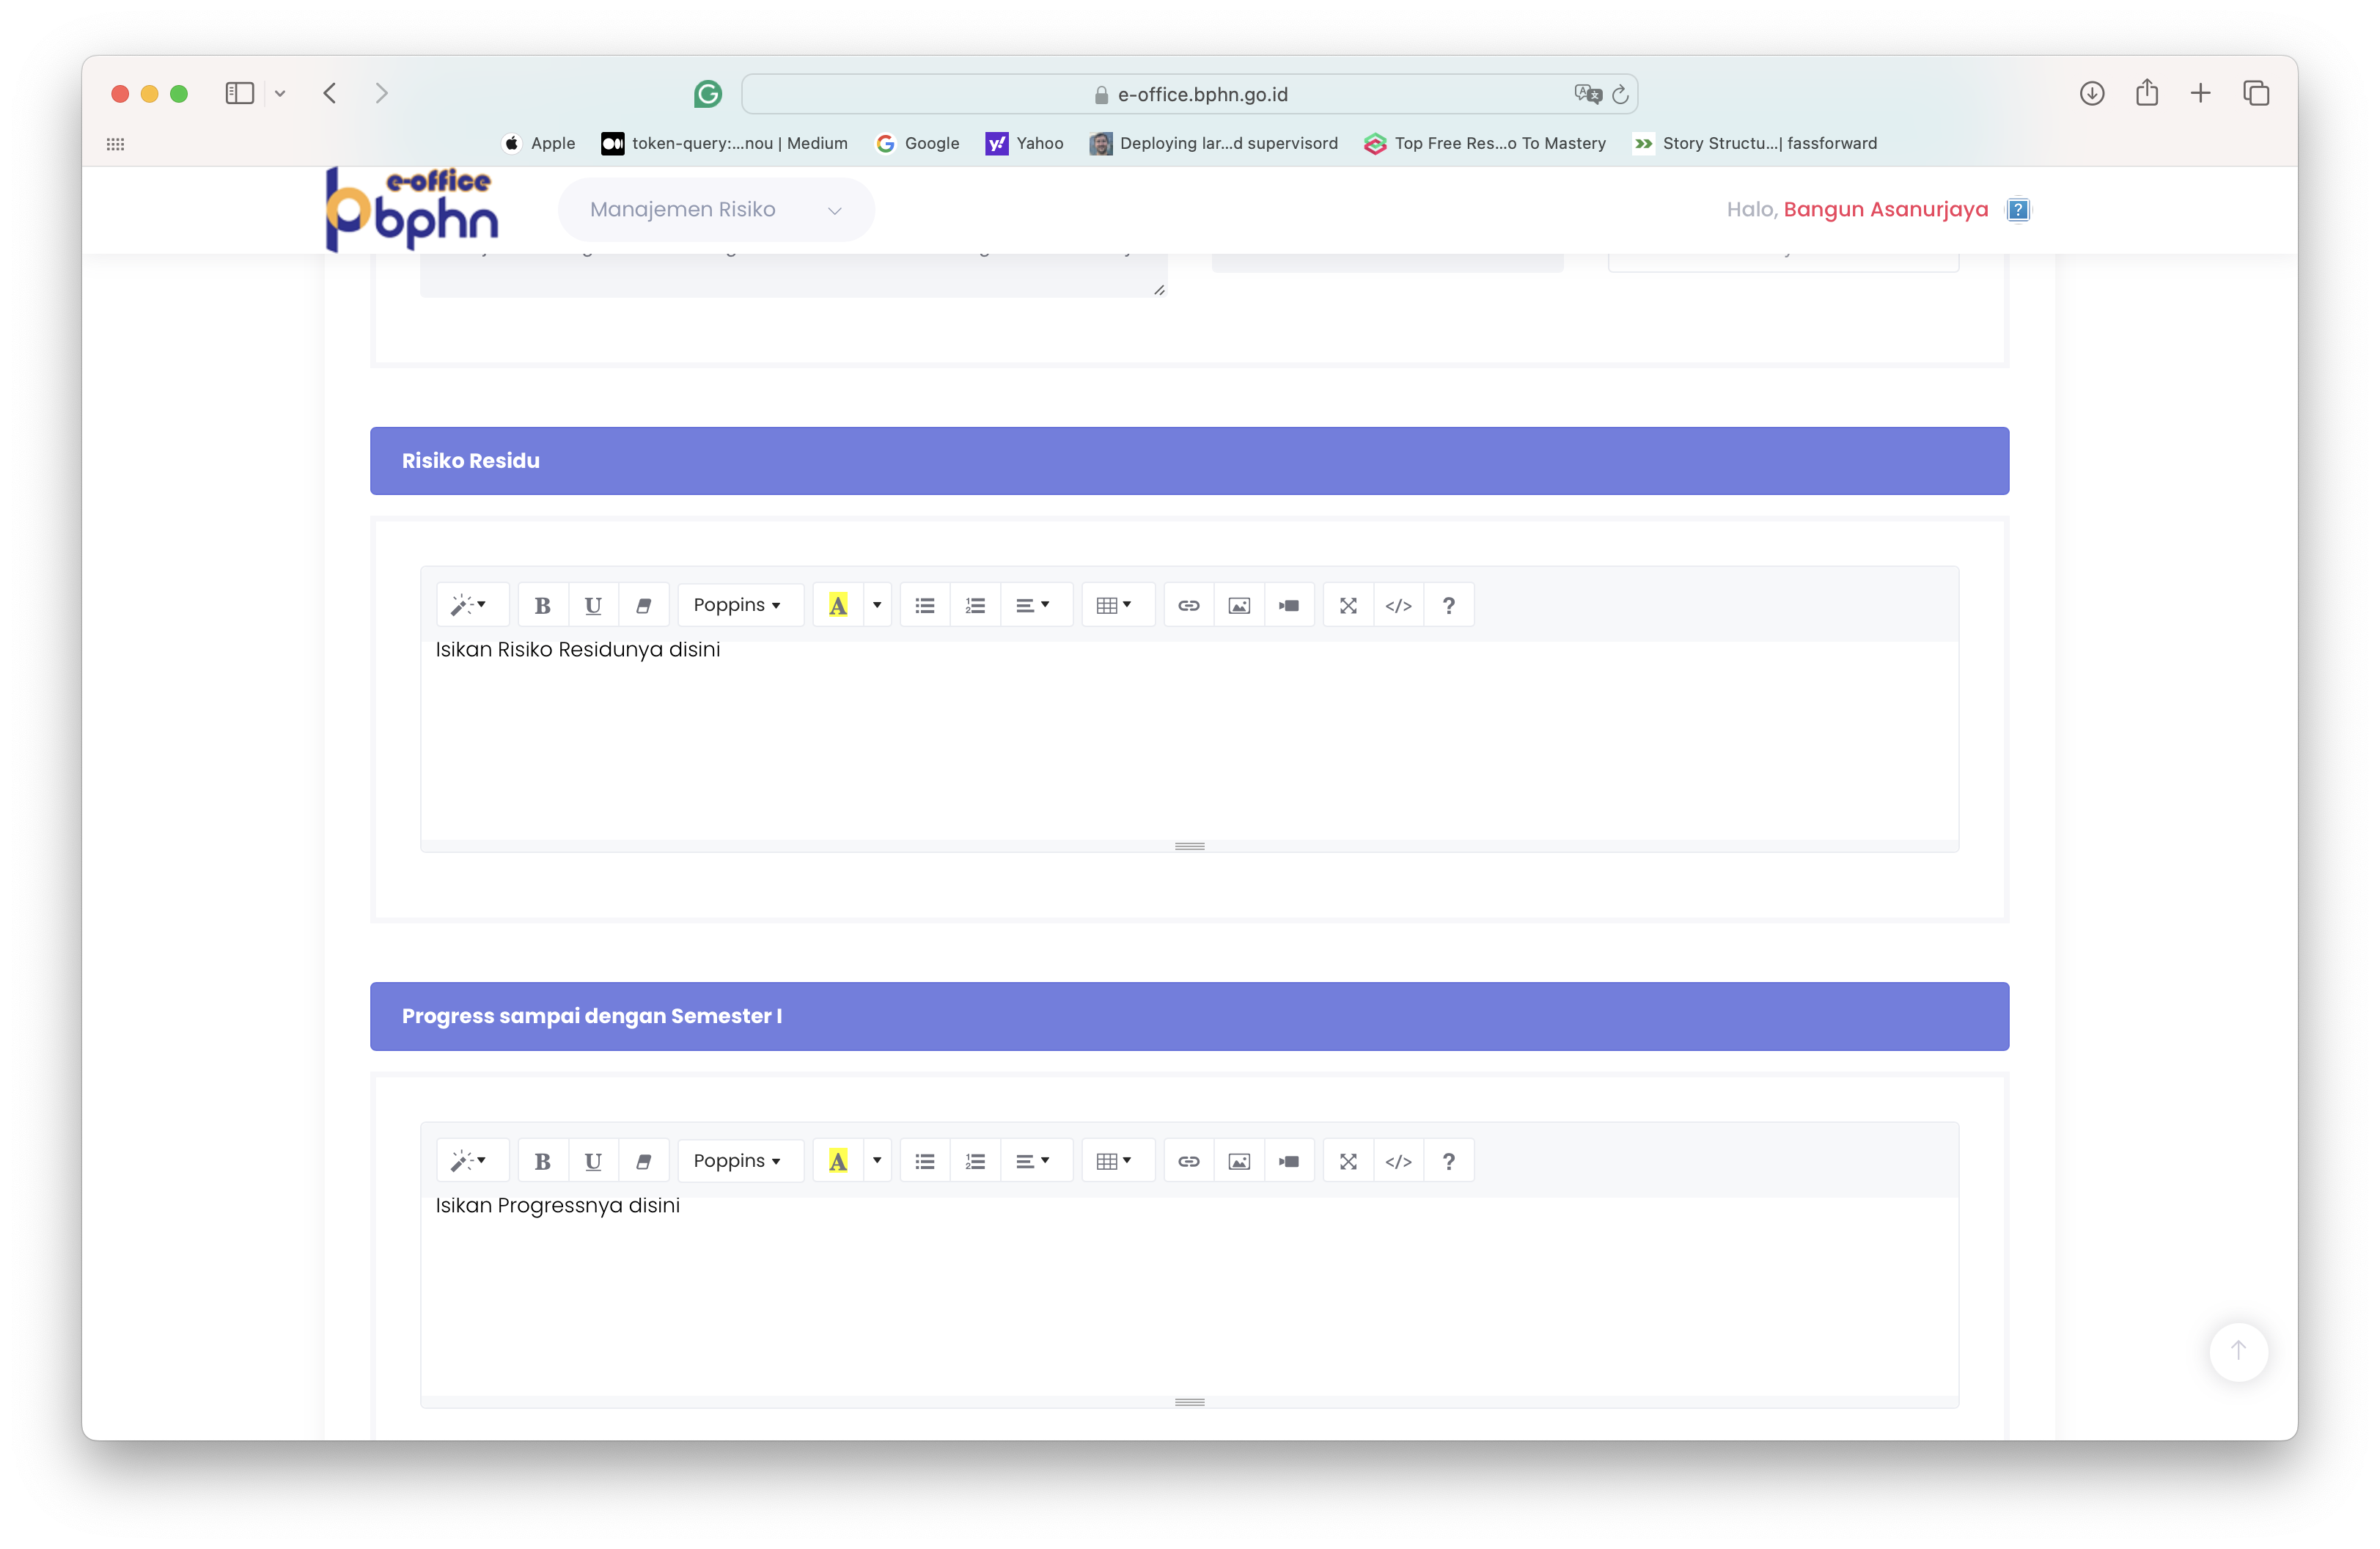 e-office.bphn.go.id
Apple
token-query:...nou | Medium
Google
Yahoo
Deploying lar...d supervisord
Top Free Res...o To Mastery
Story Structu...| fassforward
e-office
bphn
Manajemen Risiko
Halo, Bangun Asanurjaya
Risiko Residu
B
U
Poppins
A
</>
?
Isikan Risiko Residunya disini
Progress sampai dengan Semester I
B
U
Poppins
A
</>
?
Isikan Progressnya disini